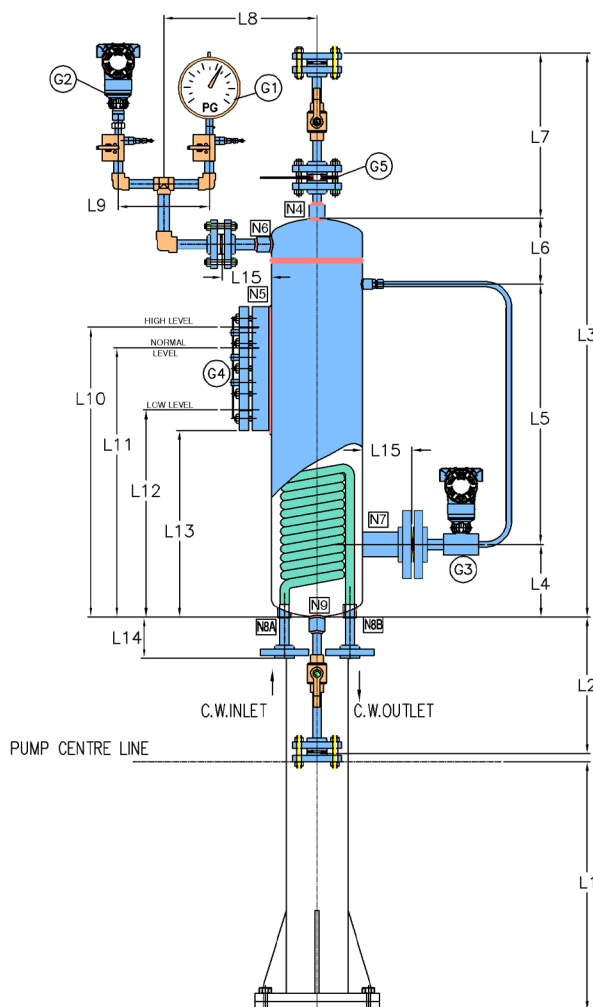 L8
G2
G1
PG
G5
L7
L9
N4
N6
L6
L15
N5
HIGH LEVEL
NORMAL
LEVEL
G4
L3
L10
L11
LOW LEVEL
L5
L12
L15
L13
N7
G3
L4
N9
N8A
N8B
L14
C.W.INLET
C.W.OUTLET
L2
PUMP CENTRE LINE
L1